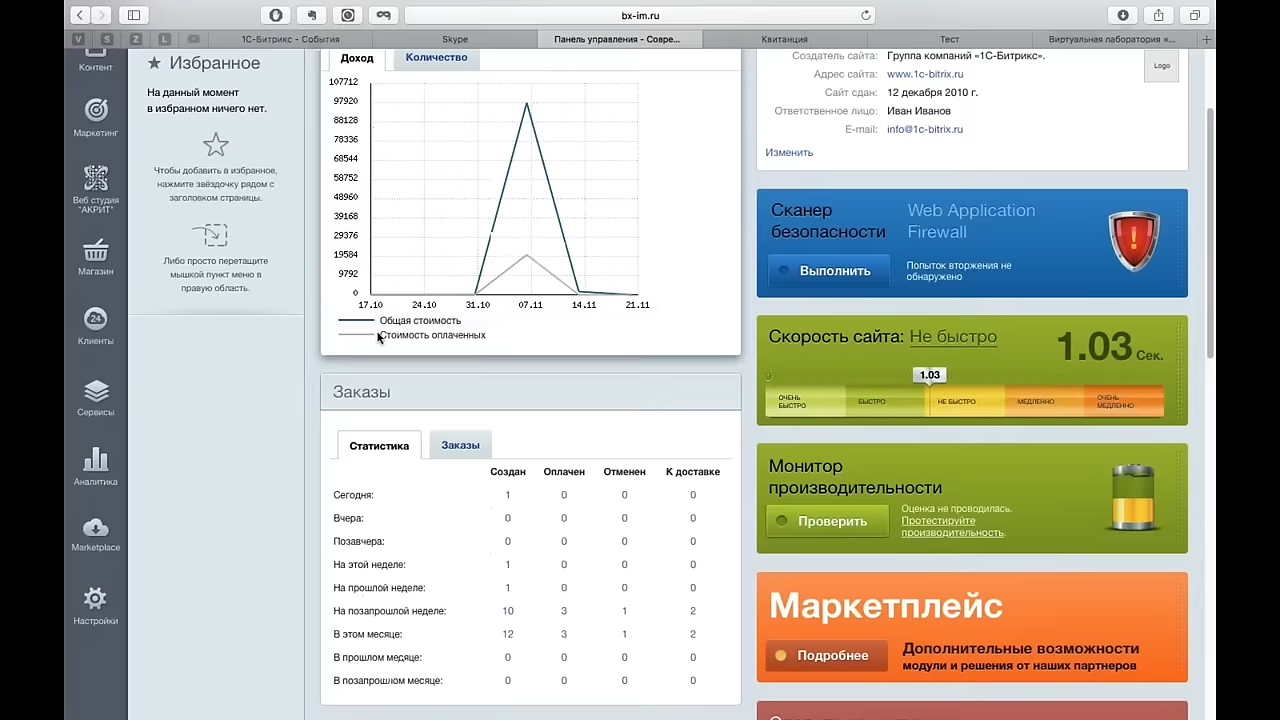 bx-im.ru
V
S
Z
L
1С-Битрикс - События
Skype
Панель управления - Совре...
Квитанция
Тест
Виртуальная лаборатория «...
Контент
Маркетинг
Веб студия
"АКРИТ"
Магазин
24
Клиенты
Сервисы
Аналитика
Marketplace
Настройки
Избранное
На данный момент
в избранном ничего нет.
Чтобы добавить в избранное,
нажмите звёздочку рядом с
заголовком страницы.
Либо просто перетащите
мышкой пункт меню в
правую область.
Доход
Количество
107712
97920
88128
78336
68544
58752
48960
39168
29376
19584
9792
0
17.10 24.10 31.10 07.11 14.11 21.11
Общая стоимость
Стоимость оплаченных
Заказы
Статистика
Заказы
Создан Оплачен Отменен К доставке
Сегодня: 1 0 0 0
Вчера: 0 0 0 0
Позавчера: 0 0 0 0
На этой неделе: 1 0 0 0
На прошлой неделе: 1 0 0 0
На позапрошлой неделе: 10 3 1 2
В этом месяце: 12 3 1 2
В прошлом медяце: 0 0 0 0
В позапрошлом месяце: 0 0 0 0
Создатель сайта: Группа компаний «1С-Битрикс».
Адрес сайта: www.1c-bitrix.ru
Сайт сдан: 12 декабря 2010 г.
Ответственное лицо: Иван Иванов
E-mail: info@1c-bitrix.ru
Logo
Изменить
Сканер
безопасности
Web Application
Firewall
Выполнить
Попыток вторжения не
обнаружено
Скорость сайта: Не быстро
1.03 Сек.
1.03
ОЧЕНЬ
БЫСТРО
БЫСТРО
НЕ БЫСТРО
МЕДЛЕННО
ОЧЕНЬ
МЕДЛЕННО
Монитор
производительности
Проверить
Оценка не проводилась.
Протестируйте
производительность.
Маркетплейс
Подробнее
Дополнительные возможности
модули и решения от наших партнеров